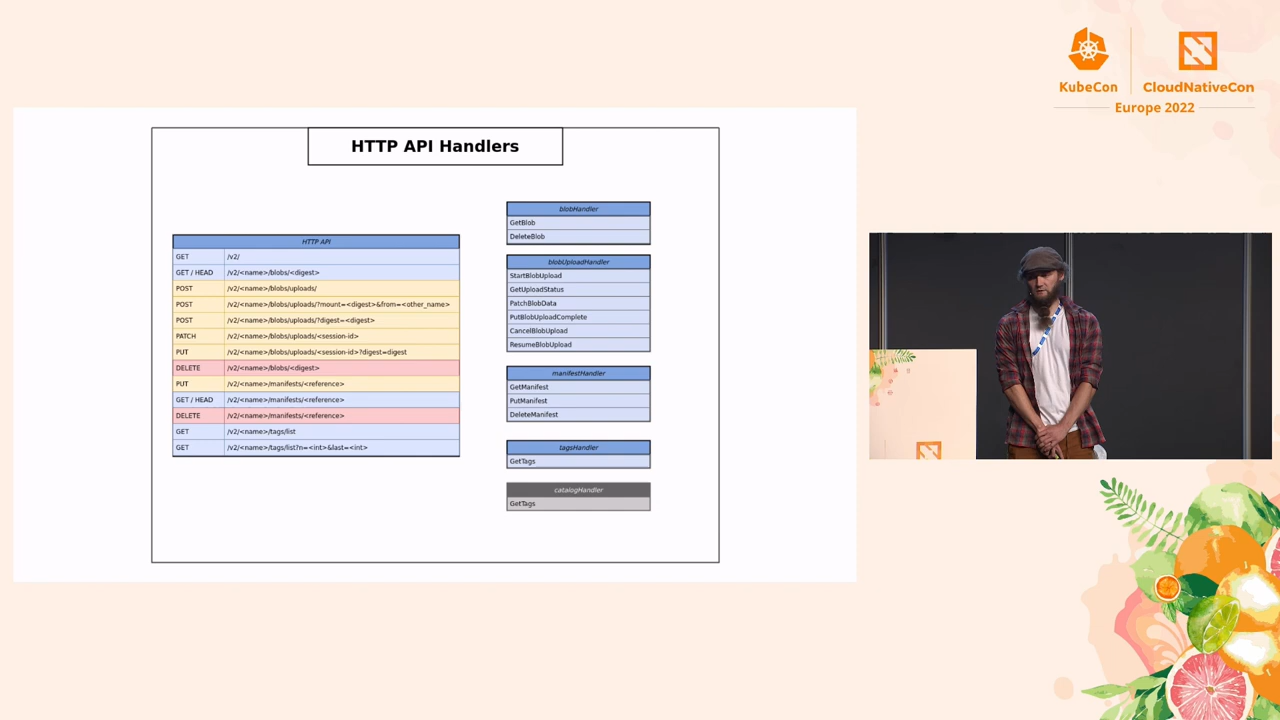 KubeCon
CloudNativeCon
Europe 2022
HTTP API Handlers
HTTP API
GET /v2/
GET / HEAD /v2/<name>/blobs/<digest>
POST /v2/<name>/blobs/uploads/
POST /v2/<name>/blobs/uploads/?mount=<digest>&from=<other_name>
POST /v2/<name>/blobs/uploads/?digest=<digest>
PATCH /v2/<name>/blobs/uploads/<session-id>
PUT /v2/<name>/blobs/uploads/<session-id>?digest=digest
DELETE /v2/<name>/blobs/<digest>
PUT /v2/<name>/manifests/<reference>
GET / HEAD /v2/<name>/manifests/<reference>
DELETE /v2/<name>/manifests/<reference>
GET /v2/<name>/tags/list
GET /v2/<name>/tags/list?n=<int>&last=<int>
blobHandler
GetBlob
DeleteBlob
blobUploadHandler
StartBlobUpload
GetUploadStatus
PatchBlobData
PutBlobUploadComplete
CancelBlobUpload
ResumeBlobUpload
manifestHandler
GetManifest
PutManifest
DeleteManifest
tagsHandler
GetTags
catalogHandler
GetTags